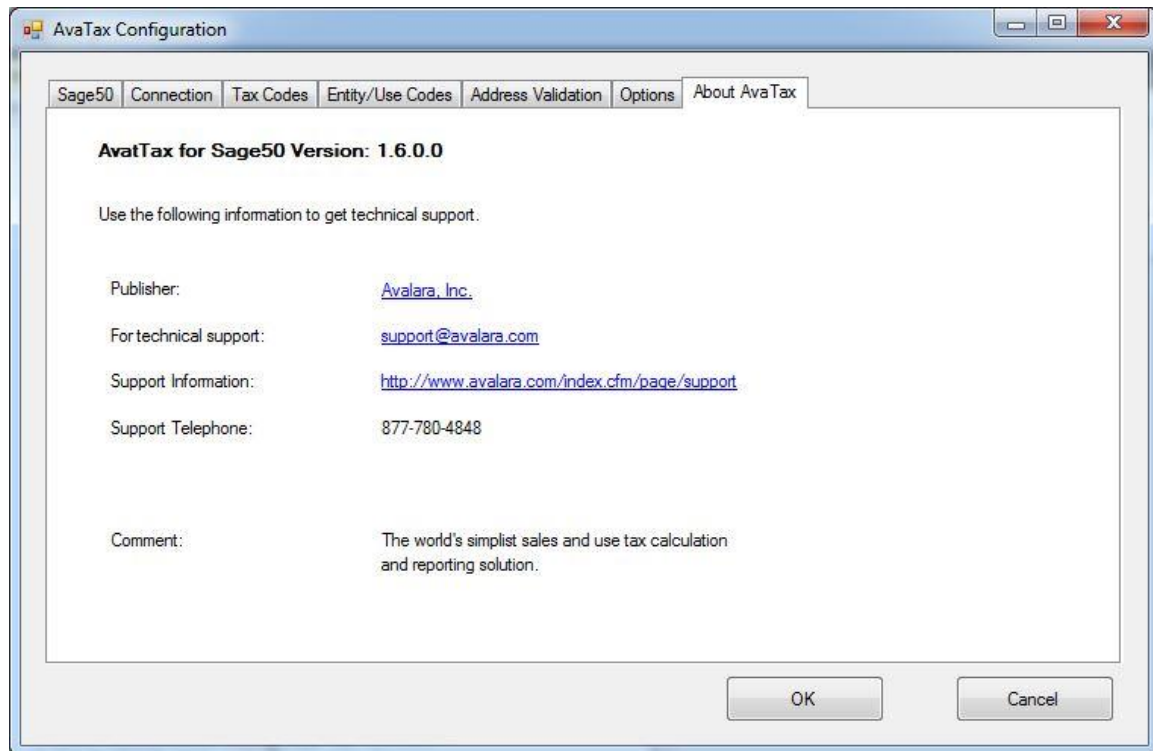 AvaTax Configuration
Sage50 Connection Tax Codes Entity/Use Codes Address Validation Options About AvaTax
AvatTax for Sage50 Version: 1.6.0.0
Use the following information to get technical support.
Publisher: Avalara, Inc.
For technical support: support@avalara.com
Support Information: http://www.avalara.com/index.cfm/page/support
Support Telephone: 877-780-4848
Comment: The world's simplist sales and use tax calculation
and reporting solution.
OK Cancel